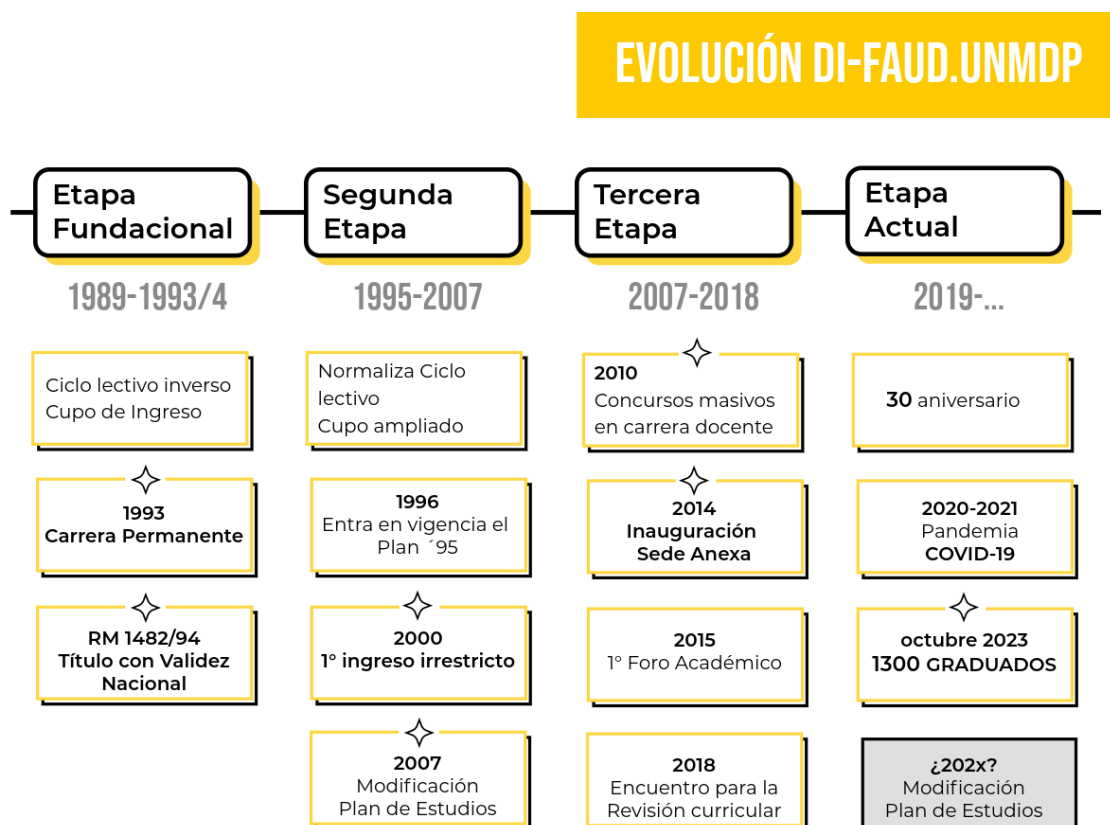 EVOLUCIÓN DI-FAUD.UNMDP
Etapa
Fundacional
1989-1993/4
Ciclo lectivo inverso
Cupo de Ingreso
1993
Carrera Permanente
RM 1482/94
Título con Validez
Nacional
Segunda
Etapa
1995-2007
Normaliza Ciclo
lectivo
Cupo ampliado
1996
Entra en vigencia el
Plan ´95
2000
1° ingreso irrestricto
2007
Modificación
Plan de Estudios
Tercera
Etapa
2007-2018
2010
Concursos masivos
en carrera docente
2014
Inauguración
Sede Anexa
2015
1° Foro Académico
2018
Encuentro para la
Revisión curricular
Etapa
Actual
2019-...
30 aniversario
2020-2021
Pandemia
COVID-19
octubre 2023
1300 GRADUADOS
¿202x?
Modificación
Plan de Estudios